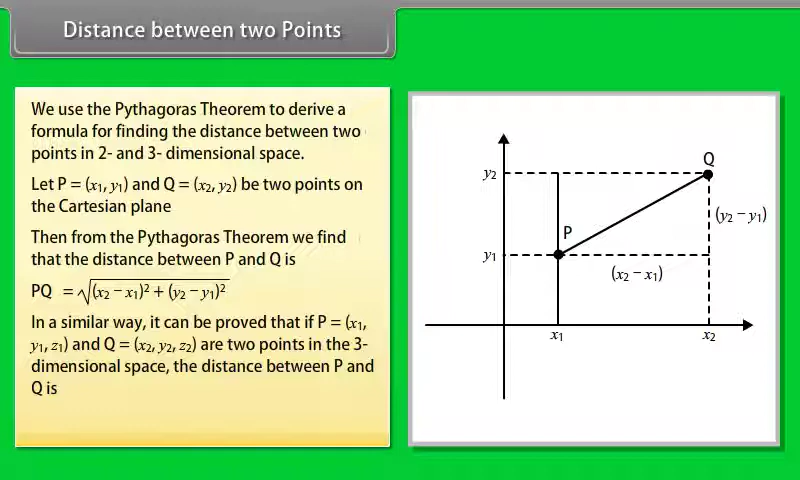 Distance between two Points
We use the Pythagoras Theorem to derive a
formula for finding the distance between two
points in 2- and 3- dimensional space.
Let P = (x₁, y₁) and Q = (x₂, y₂) be two points on
the Cartesian plane
Then from the Pythagoras Theorem we find
that the distance between P and Q is
PQ = √(x₂ – x₁)² + (y₂ – y₁)²
In a similar way, it can be proved that if P = (x₁,
y₁, z₁) and Q = (x₂, y₂, z₂) are two points in the 3-
dimensional space, the distance between P and
Q is
Q
y₂
(y₂ – y₁)
P
y₁
(x₂ – x₁)
x₁
x₂